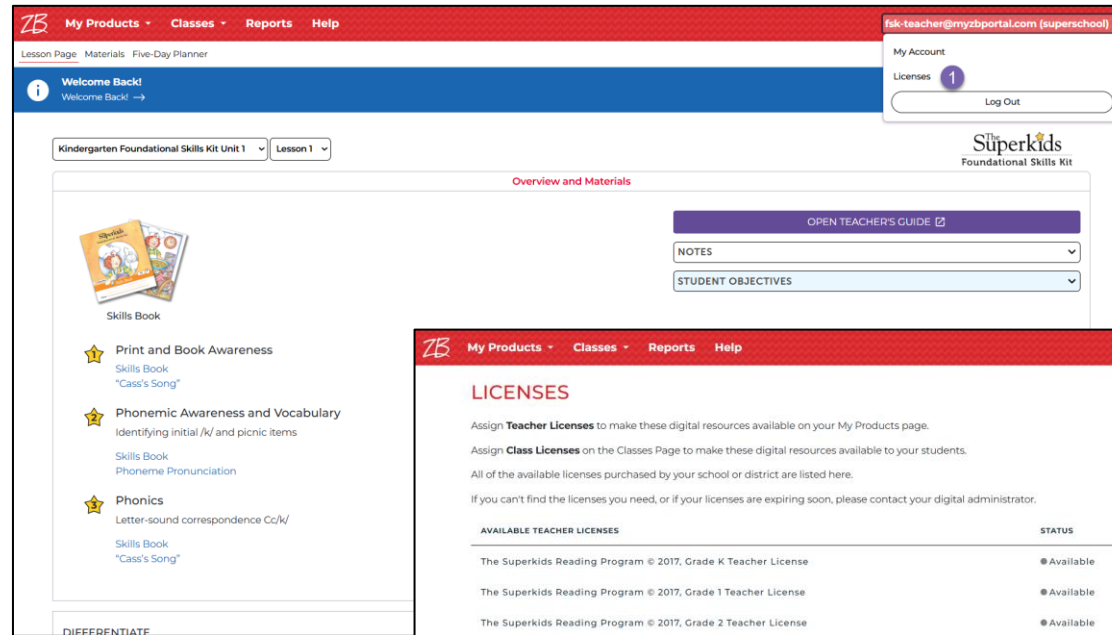 ZB My Products Classes Reports Help
fsk-teacher@myzbportal.com (superschool)
My Account
Licenses 1
Log Out
Lesson Page Materials Five-Day Planner
Welcome Back!
Welcome Back! →
Kindergarten Foundational Skills Kit Unit 1
Lesson 1
The Superkids
Foundational Skills Kit
Overview and Materials
OPEN TEACHER'S GUIDE
NOTES
STUDENT OBJECTIVES
Superkids
Skills Book
1 Print and Book Awareness
Skills Book
"Cass's Song"
2 Phonemic Awareness and Vocabulary
Identifying initial /k/ and picnic items
Skills Book
Phoneme Pronunciation
3 Phonics
Letter-sound correspondence Cc/k/
Skills Book
"Cass's Song"
DIFFERENTIATE
ZB My Products Classes Reports Help
LICENSES
Assign Teacher Licenses to make these digital resources available on your My Products page.
Assign Class Licenses on the Classes Page to make these digital resources available to your students.
All of the available licenses purchased by your school or district are listed here.
If you can't find the licenses you need, or if your licenses are expiring soon, please contact your digital administrator.
AVAILABLE TEACHER LICENSES STATUS
The Superkids Reading Program © 2017, Grade K Teacher License Available
The Superkids Reading Program © 2017, Grade 1 Teacher License Available
The Superkids Reading Program © 2017, Grade 2 Teacher License Available